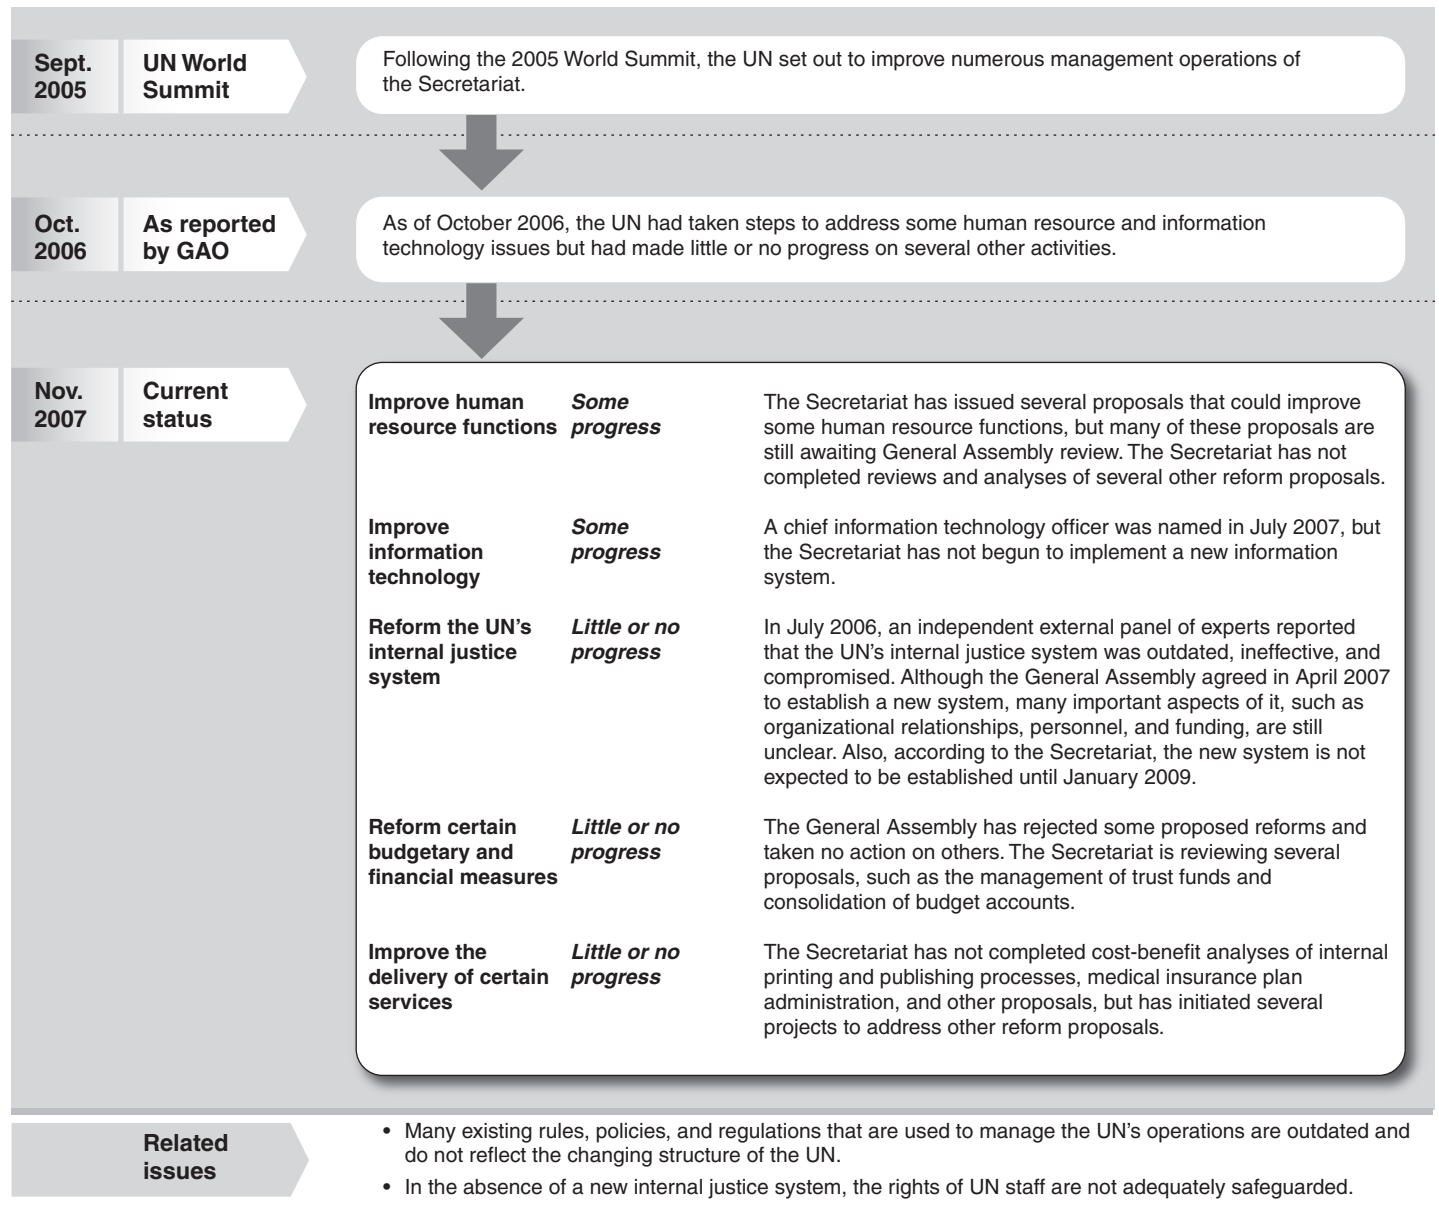 Sept.
2005
UN World
Summit
Following the 2005 World Summit, the UN set out to improve numerous management operations of
the Secretariat.
Oct.
2006
As reported
by GAO
As of October 2006, the UN had taken steps to address some human resource and information
technology issues but had made little or no progress on several other activities.
Nov.
2007
Current
status
Improve human
resource functions
Some
progress
The Secretariat has issued several proposals that could improve
some human resource functions, but many of these proposals are
still awaiting General Assembly review. The Secretariat has not
completed reviews and analyses of several other reform proposals.
Improve
information
technology
Some
progress
A chief information technology officer was named in July 2007, but
the Secretariat has not begun to implement a new information
system.
Reform the UN’s
internal justice
system
Little or no
progress
In July 2006, an independent external panel of experts reported
that the UN’s internal justice system was outdated, ineffective, and
compromised. Although the General Assembly agreed in April 2007
to establish a new system, many important aspects of it, such as
organizational relationships, personnel, and funding, are still
unclear. Also, according to the Secretariat, the new system is not
expected to be established until January 2009.
Reform certain
budgetary and
financial measures
Little or no
progress
The General Assembly has rejected some proposed reforms and
taken no action on others. The Secretariat is reviewing several
proposals, such as the management of trust funds and
consolidation of budget accounts.
Improve the
delivery of certain
services
Little or no
progress
The Secretariat has not completed cost-benefit analyses of internal
printing and publishing processes, medical insurance plan
administration, and other proposals, but has initiated several
projects to address other reform proposals.
Related
issues
• Many existing rules, policies, and regulations that are used to manage the UN’s operations are outdated and
do not reflect the changing structure of the UN.
• In the absence of a new internal justice system, the rights of UN staff are not adequately safeguarded.